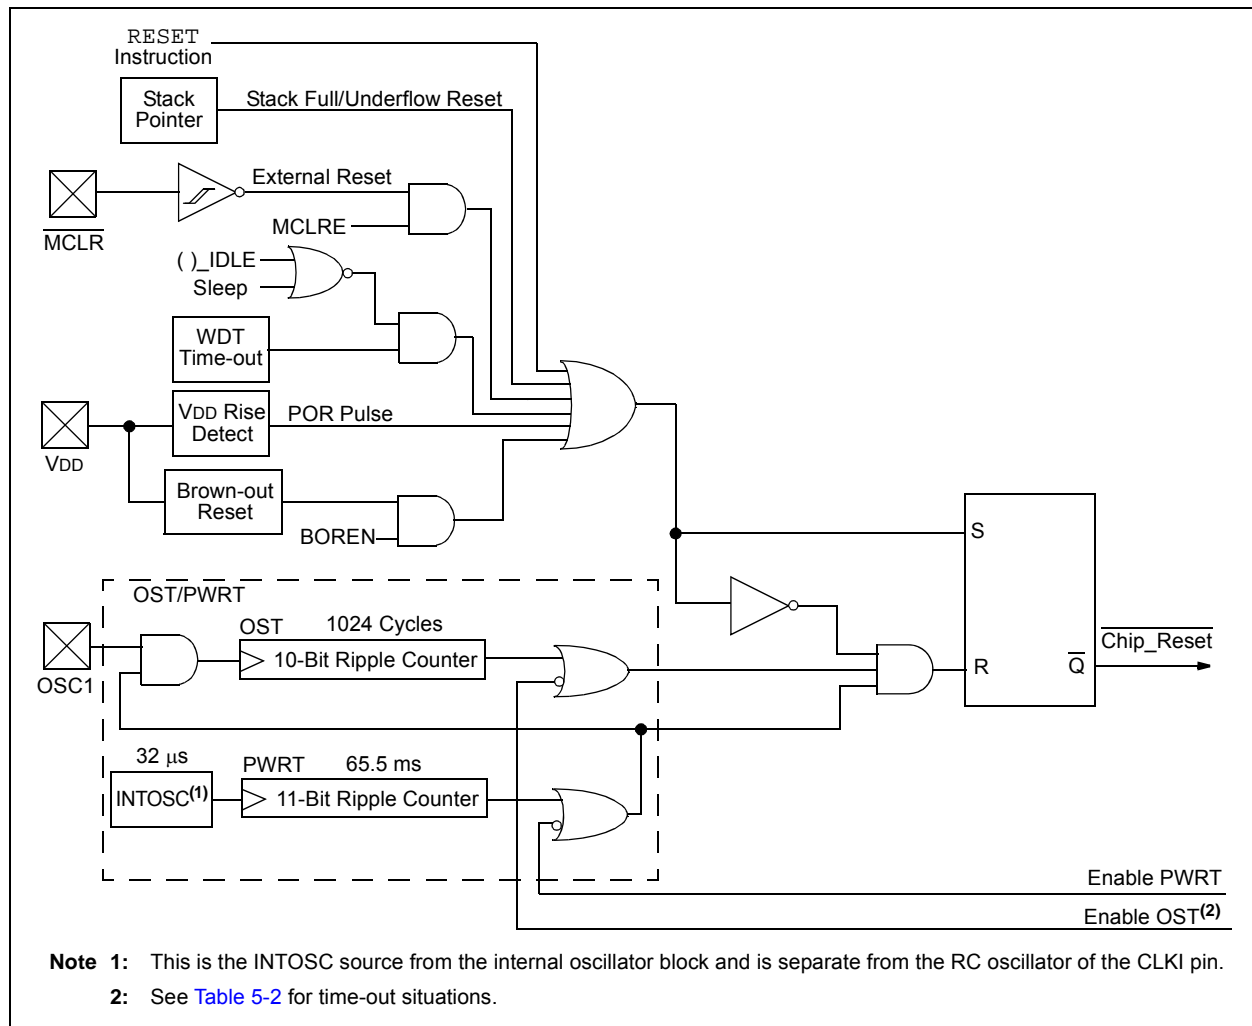 RESET
Instruction
Stack
Pointer
Stack Full/Underflow Reset
External Reset
MCLR
MCLRE
( )_IDLE
Sleep
WDT
Time-out
VDD Rise
Detect
POR Pulse
VDD
Brown-out
Reset
BOREN
S
OST/PWRT
OST
1024 Cycles
10-Bit Ripple Counter
OSC1
R
Q
Chip_Reset
32 μs
PWRT
65.5 ms
INTOSC(1)
11-Bit Ripple Counter
Enable PWRT
Enable OST(2)
Note 1: This is the INTOSC source from the internal oscillator block and is separate from the RC oscillator of the CLKI pin.
2: See Table 5-2 for time-out situations.